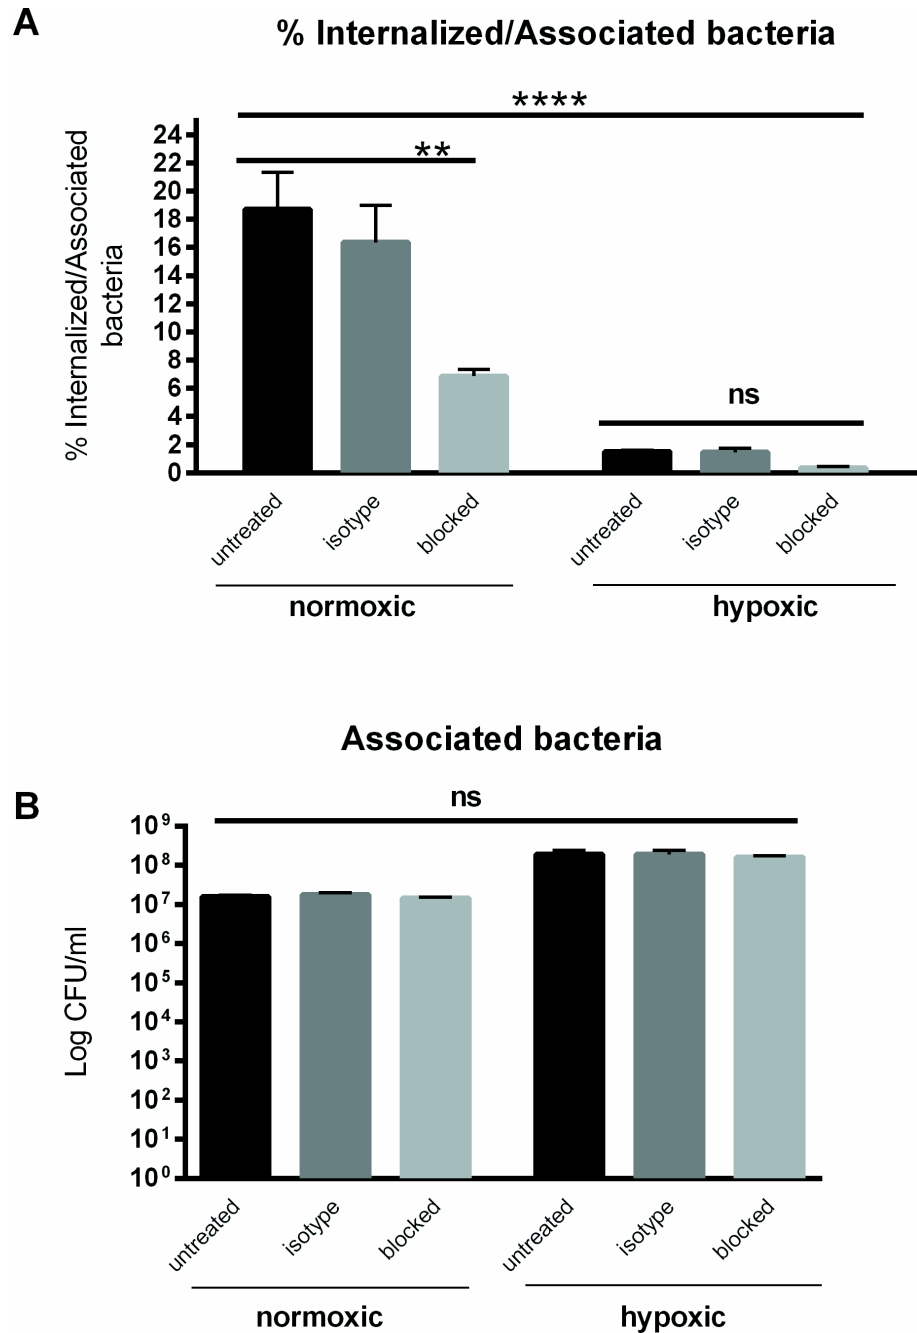 A
% Internalized/Associated bacteria
****
**
% Internalized/Associated
bacteria
24
22
20
18
16
14
12
10
8
6
4
2
0
ns
untreated
isotype
blocked
untreated
isotype
blocked
normoxic
hypoxic
Associated bacteria
B
ns
Log CFU/ml
10⁹
10⁸
10⁷
10⁶
10⁵
10⁴
10³
10²
10¹
10⁰
untreated
isotype
blocked
untreated
isotype
blocked
normoxic
hypoxic